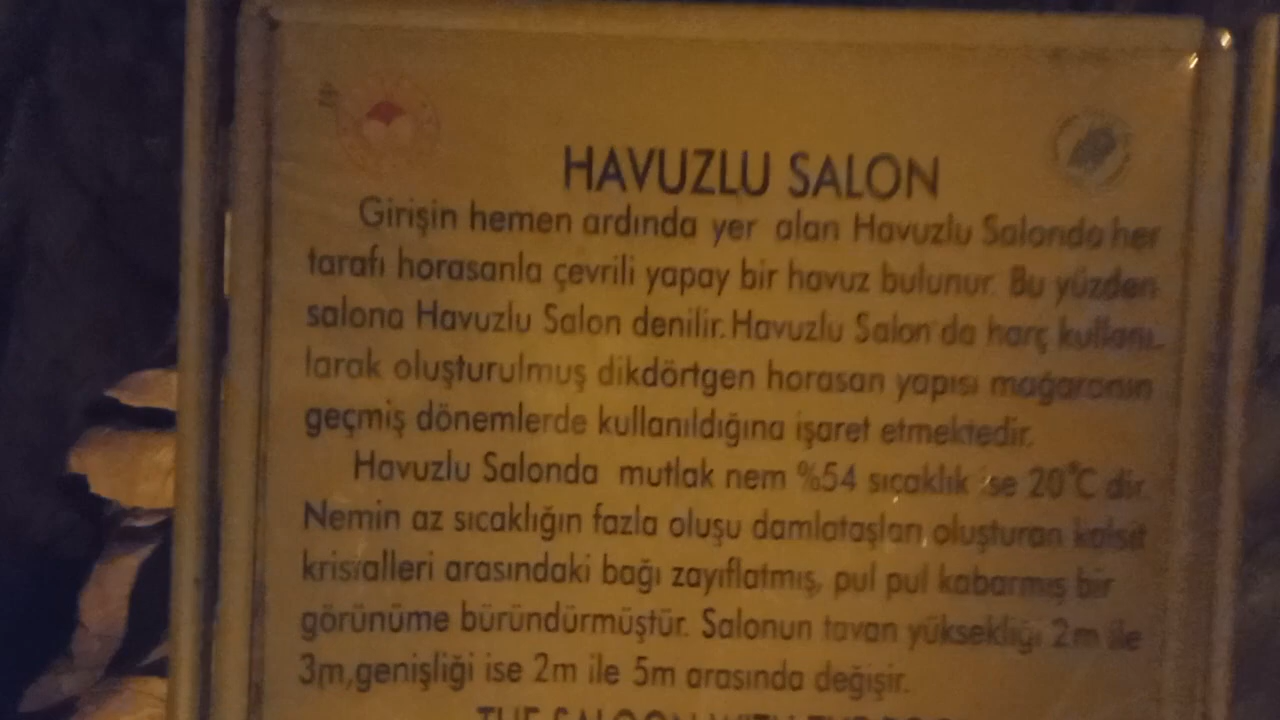 HAVUZLU SALON
Girişin hemen ardında yer alan Havuzlu Salonda her
tarafı horasanla çevrili yapay bir havuz bulunur. Bu yüzden
salona Havuzlu Salon denilir. Havuzlu Salon'da harç kullanı-
larak oluşturulmuş dikdörtgen horasan yapısı mağaranın
geçmiş dönemlerde kullanıldığına işaret etmektedir.
Havuzlu Salonda mutlak nem %54 sıcaklık ise 20°C dir.
Nemin az sıcaklığın fazla oluşu damlataşları oluşturan kalsit
kristalleri arasındaki bağı zayıflatmış, pul pul kabarmış bir
görünüme büründürmüştür. Salonun tavan yüksekliği 2m ile
3m,genişliği ise 2m ile 5m arasında değişir.
THE SALOON WITH THE